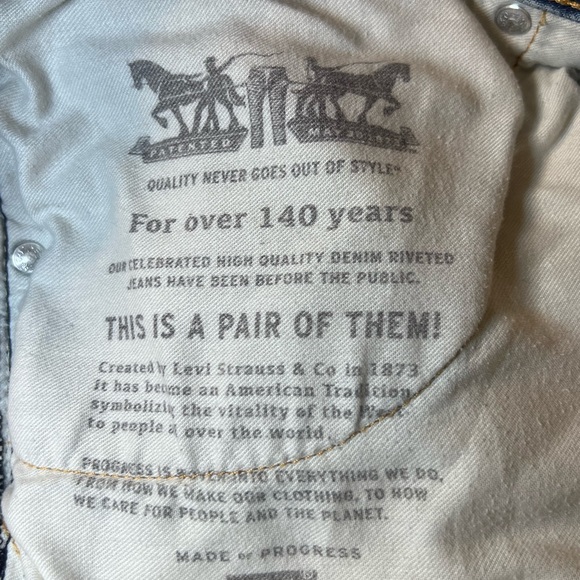 PATENTED MAY
QUALITY NEVER GOES OUT OF STYLE™
For over 140 years
OUR CELEBRATED HIGH QUALITY DENIM RIVETED
JEANS HAVE BEEN BEFORE THE PUBLIC.
THIS IS A PAIR OF THEM!
Created by Levi Strauss & Co in 1873
it has become an American Tradition,
symbolizing the vitality of the West
to people all over the world.
PROGRESS IS WOVEN INTO EVERYTHING WE DO,
FROM HOW WE MAKE OUR CLOTHING, TO HOW
WE CARE FOR PEOPLE AND THE PLANET.
MADE OF PROGRESS